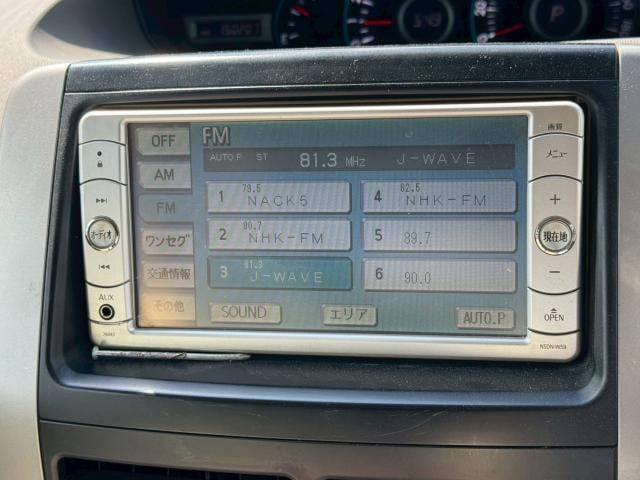 P
OFF
FM
AUTO.P ST 81.3 MHz J-WAVE
AM
FM
1 79.5 NACK5
4 82.5 NHK-FM
ワンセグ
2 80.7 NHK-FM
5 89.7
交通情報
3 81.3 J-WAVE
6 90.0
その他
SOUND
エリア
AUTO.P
オーディオ
AUX
画質
メニュー
+
現在地
−
OPEN
NSDN-W59